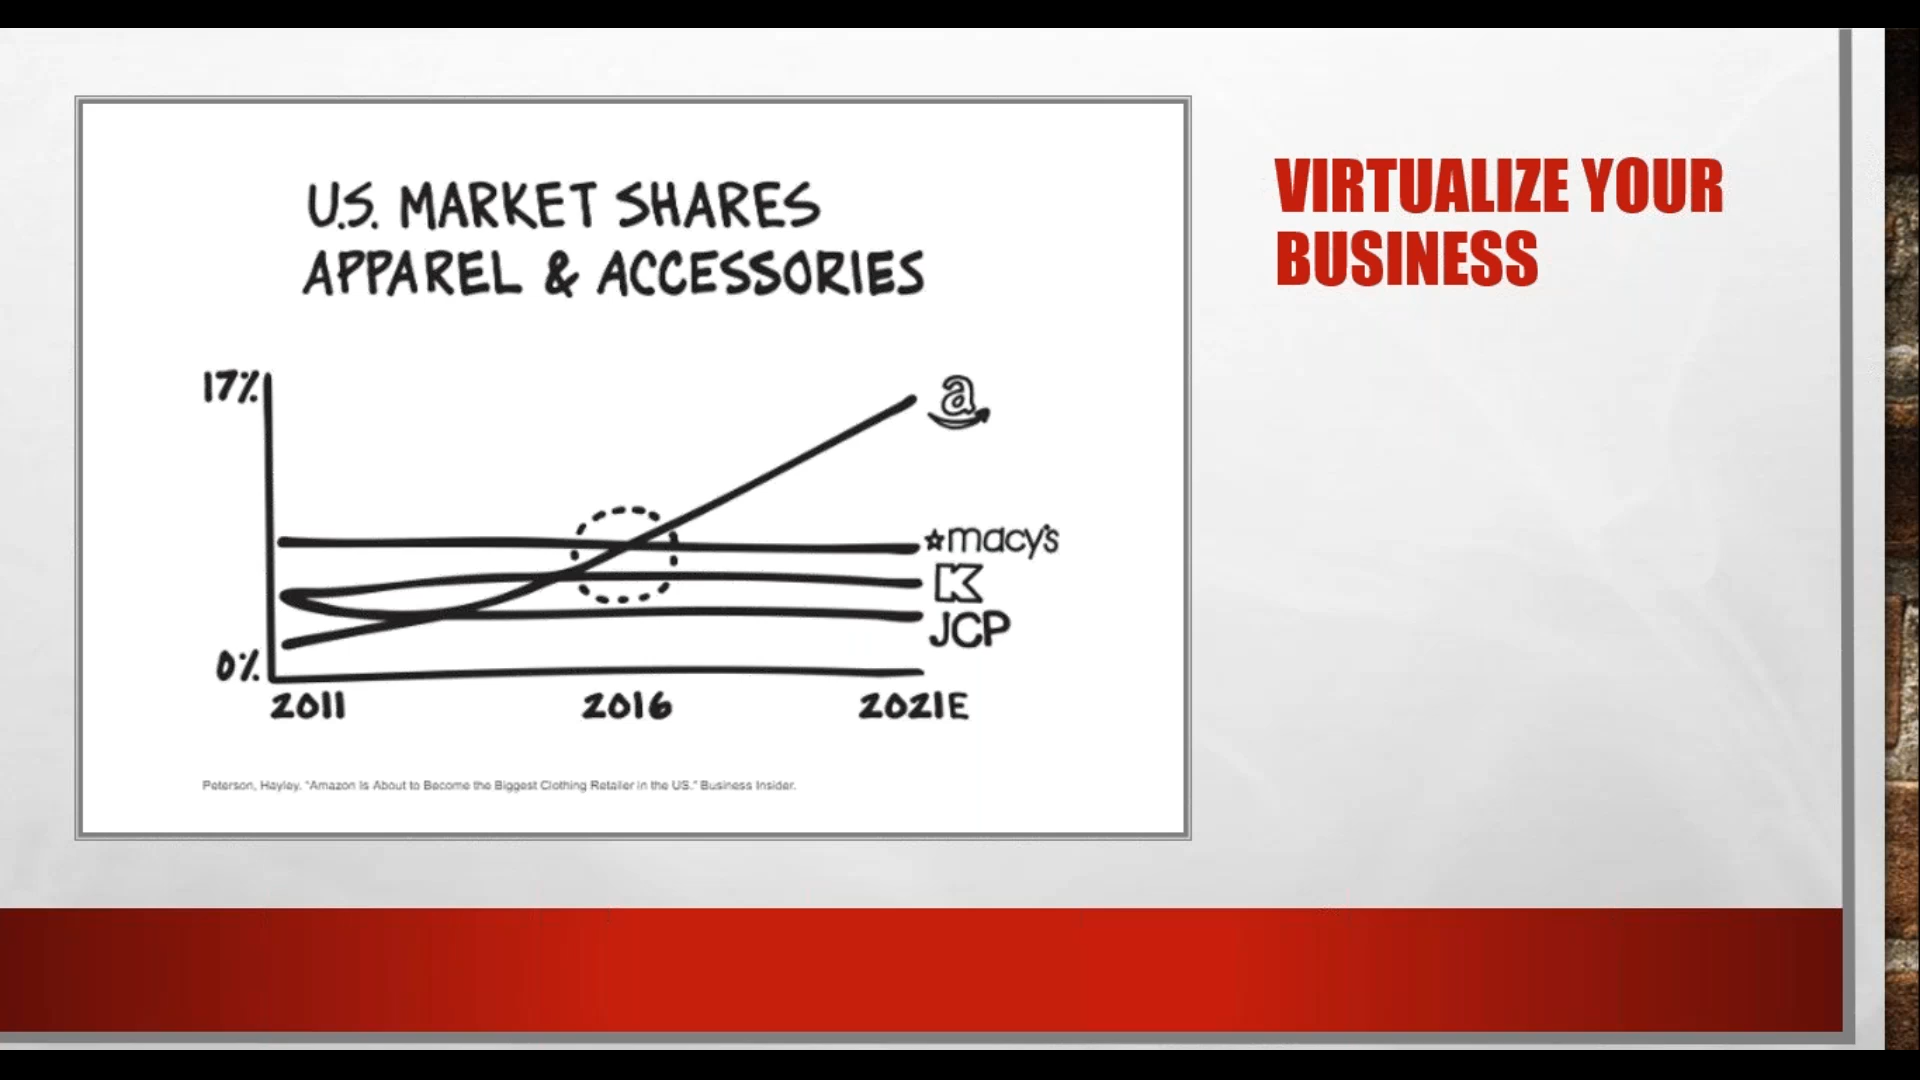 U.S. MARKET SHARES
APPAREL & ACCESSORIES
17%
a
macy's
K
JCP
0%
2011 2016 2021E
Peterson, Hayley. "Amazon Is About to Become the Biggest Clothing Retailer in the US." Business Insider.
VIRTUALIZE YOUR
BUSINESS